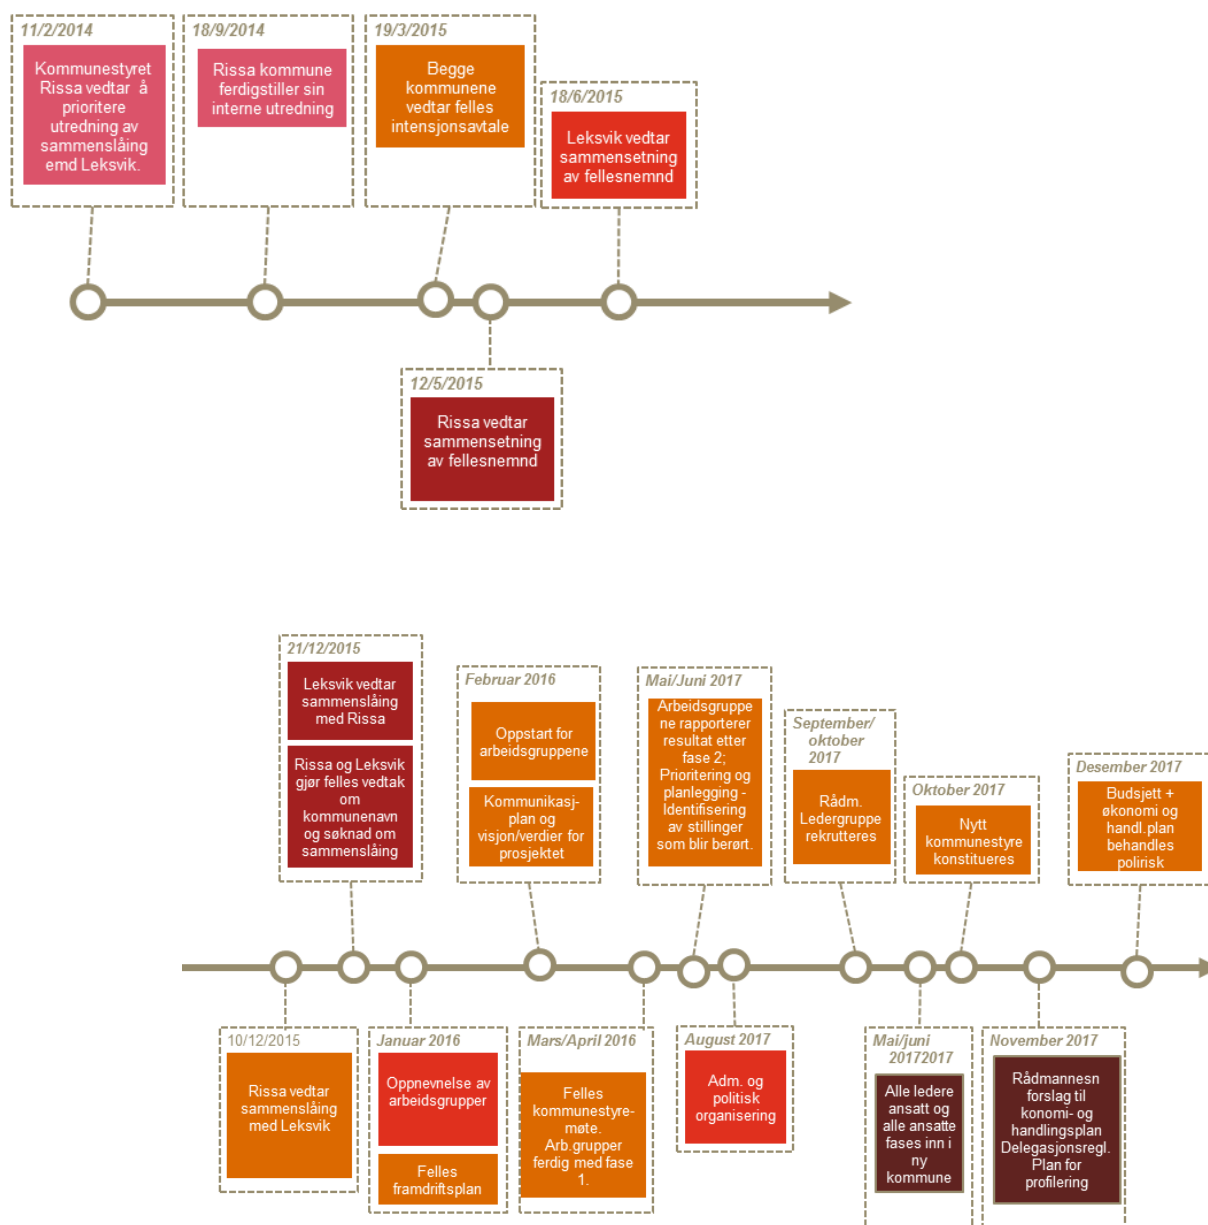 11/2/2014
Kommunestyret
Rissa vedtar å
prioritere
utredning av
sammenslåing
emd Leksvik.
18/9/2014
Rissa kommune
ferdigstiller sin
interne utredning
19/3/2015
Begge
kommunene
vedtar felles
intensjonsavtale
18/6/2015
Leksvik vedtar
sammensetning
av fellesnemnd
12/5/2015
Rissa vedtar
sammensetning
av fellesnemnd
21/12/2015
Leksvik vedtar
sammenslåing
med Rissa
Rissa og Leksvik
gjør felles vedtak
om
kommunenavn
og søknad om
sammenslåing
Februar 2016
Oppstart for
arbeidsgruppene
Kommunikasj-
plan og
visjon/verdier for
prosjektet
Mai/Juni 2017
Arbeidsgruppe
ne rapporterer
resultat etter
fase 2;
Prioritering og
planlegging -
Identifisering
av stillinger
som blir berørt.
September/
oktober
2017
Rådm.
Ledergruppe
rekrutteres
Oktober 2017
Nytt
kommunestyre
konstitueres
Desember 2017
Budsjett +
økonomi og
handl.plan
behandles
polirisk
10/12/2015
Rissa vedtar
sammenslåing
med Leksvik
Januar 2016
Oppnevnelse av
arbeidsgrupper
Felles
framdriftsplan
Mars/April 2016
Felles
kommunestyre-
møte.
Arb.grupper
ferdig med fase
1.
August 2017
Adm. og
politisk
organisering
Mai/juni
20172017
Alle ledere
ansatt og
alle ansatte
fases inn i
ny
kommune
November 2017
Rådmannesn
forslag til
konomi- og
handlingsplan
Delegasjonsregl.
Plan for
profilering